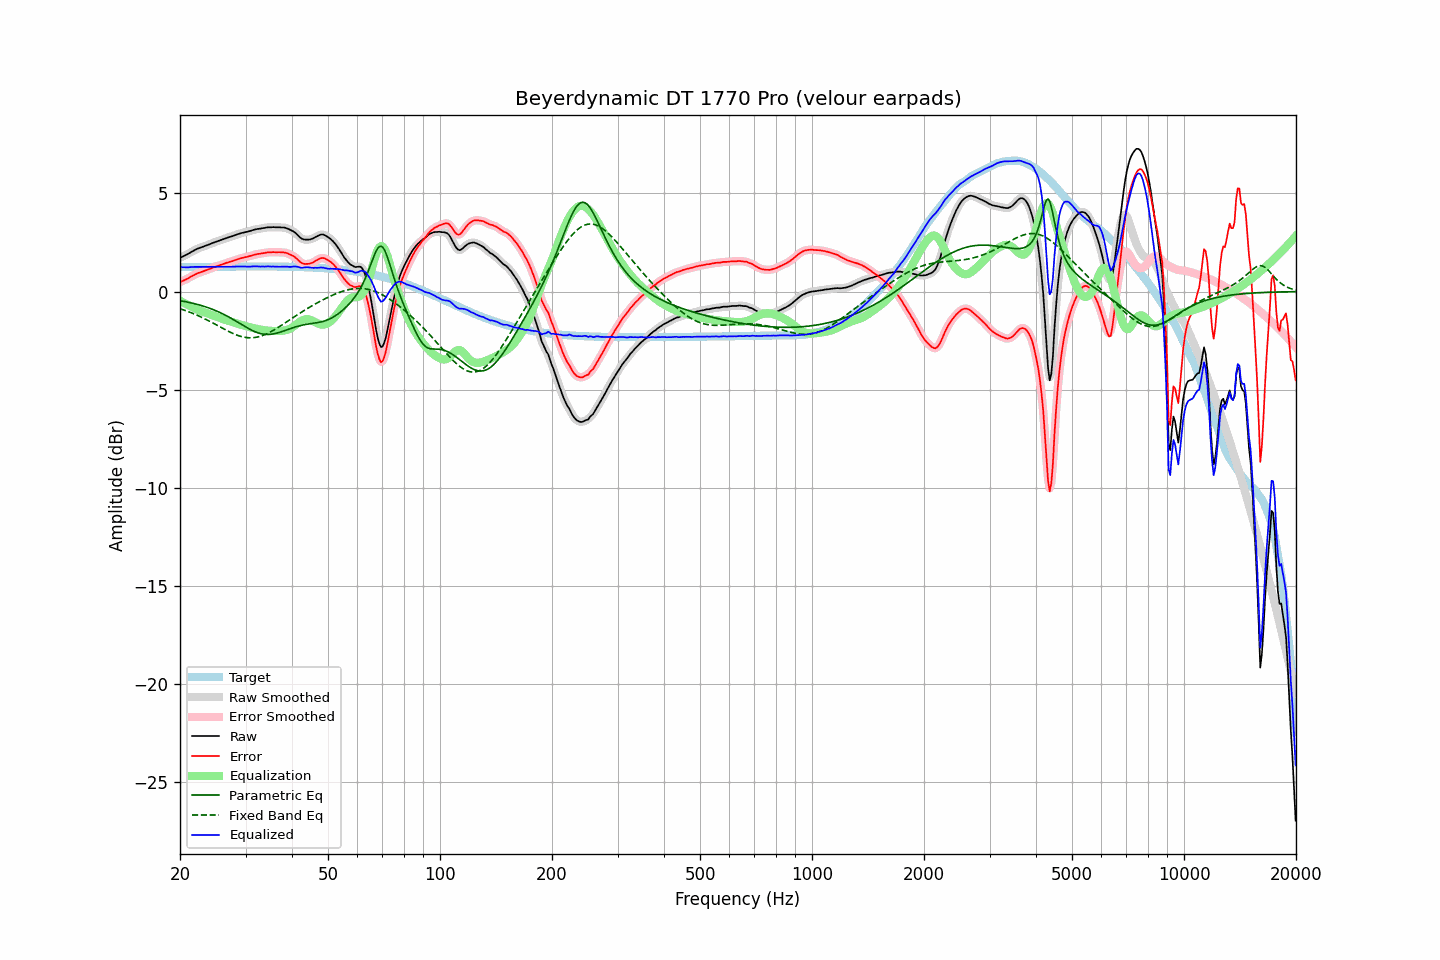 Beyerdynamic DT 1770 Pro (velour earpads)
5
0
−5
−10
−15
−20
−25
Amplitude (dBr)
Target
Raw Smoothed
Error Smoothed
Raw
Error
Equalization
Parametric Eq
Fixed Band Eq
Equalized
20 50 100 200 500 1000 2000 5000 10000 20000
Frequency (Hz)